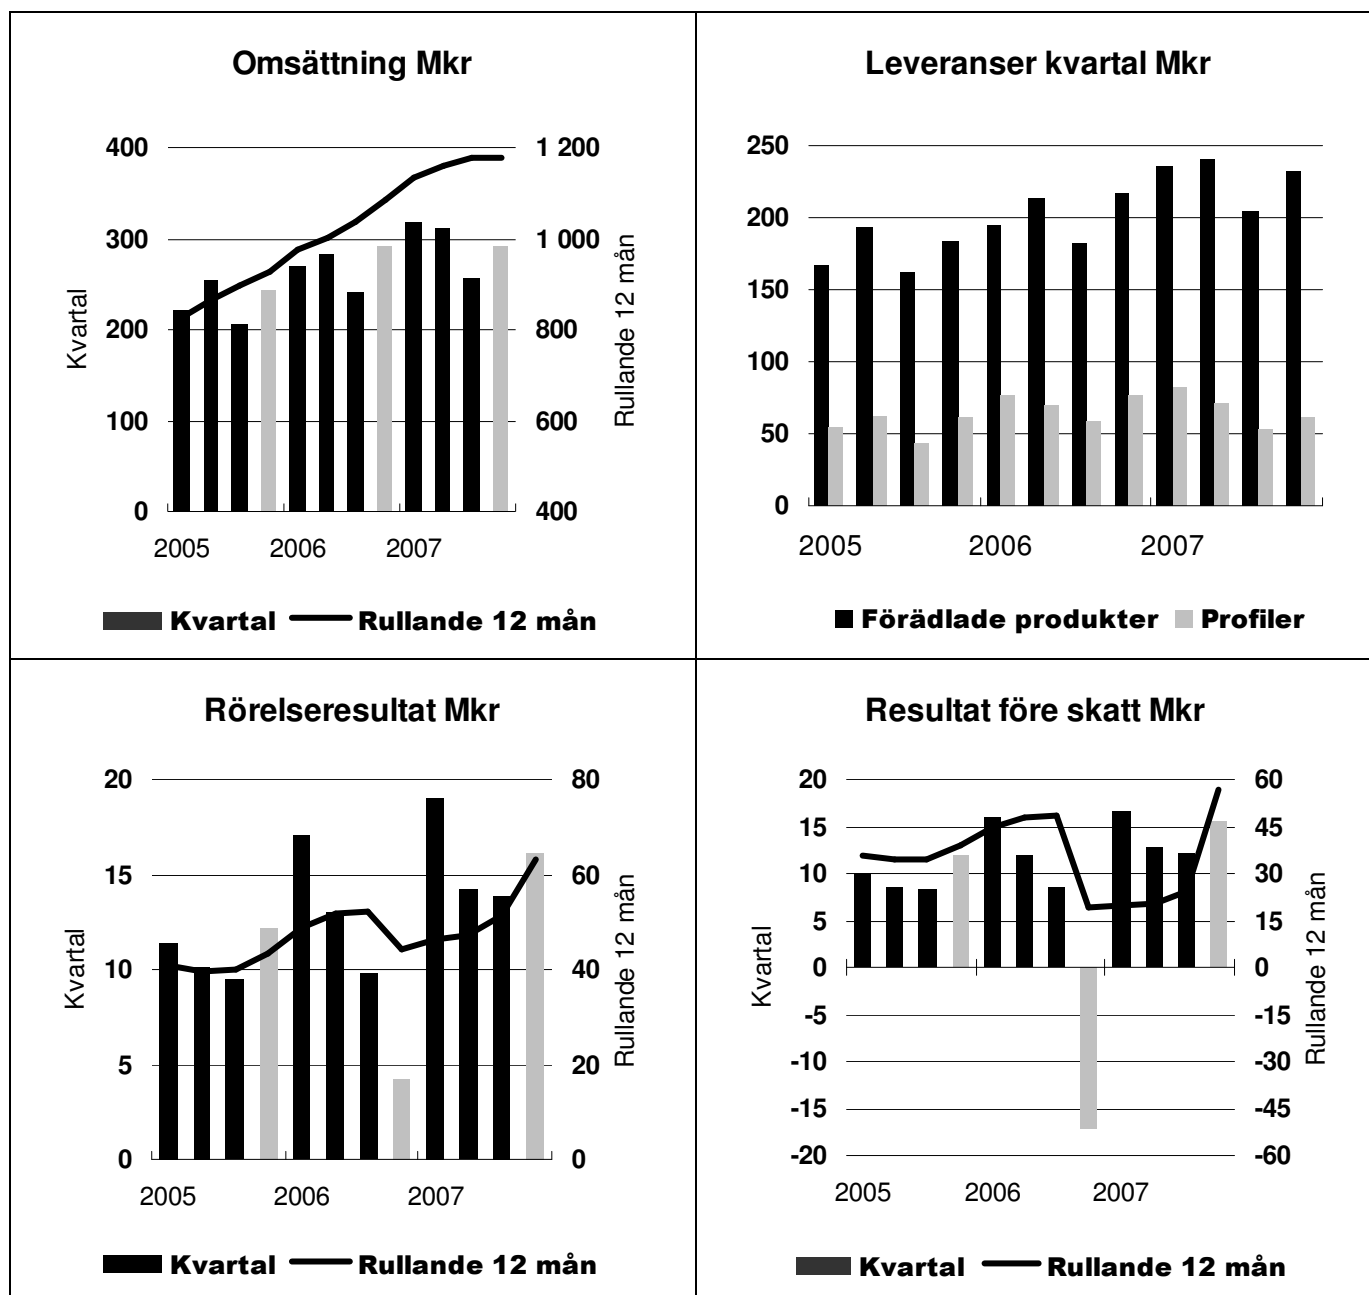 Omsättning Mkr
400
300
200
100
0
Kvartal
1 200
1 000
800
600
400
Rullande 12 mån
2005 2006 2007
Kvartal Rullande 12 mån
Leveranser kvartal Mkr
250
200
150
100
50
0
2005 2006 2007
Förädlade produkter Profiler
Rörelseresultat Mkr
20
15
10
5
0
Kvartal
80
60
40
20
0
Rullande 12 mån
2005 2006 2007
Kvartal Rullande 12 mån
Resultat före skatt Mkr
20
15
10
5
0
-5
-10
-15
-20
Kvartal
60
45
30
15
0
-15
-30
-45
-60
Rullande 12 mån
2005 2006 2007
Kvartal Rullande 12 mån